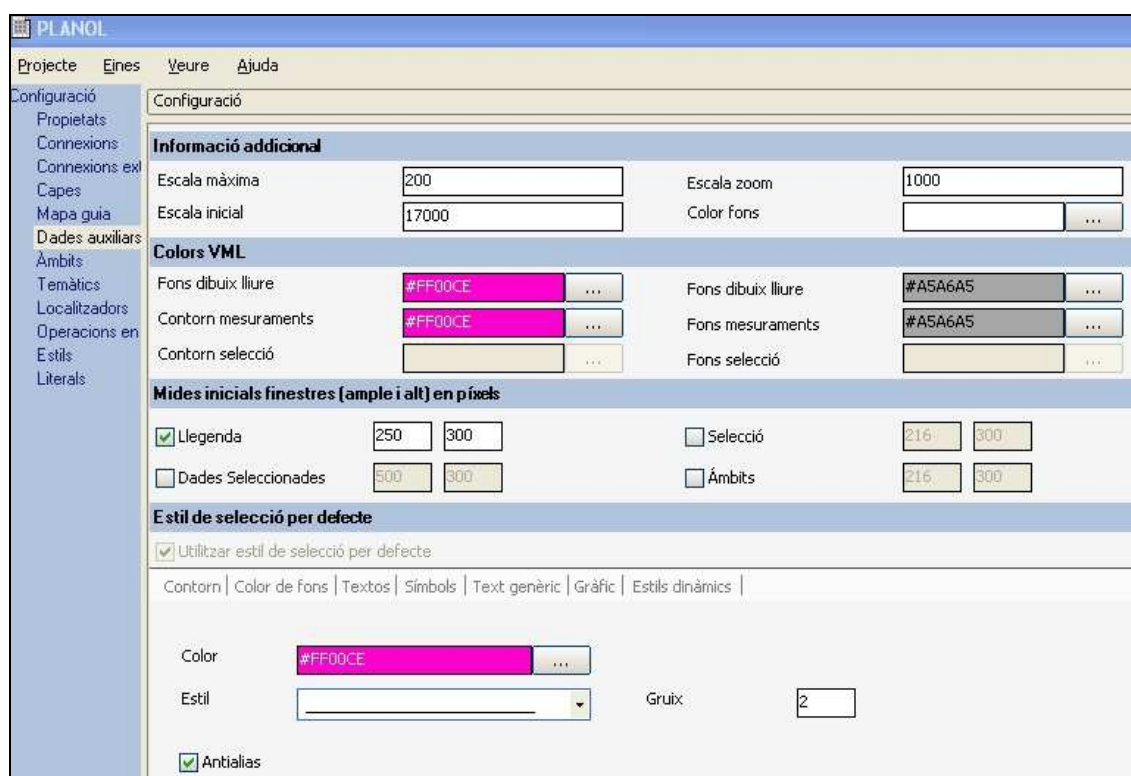 PLANOL
Projecte Eines Veure Ajuda
Configuració
Propietats
Connexions
Connexions ext
Capes
Mapa guia
Dades auxiliars
Àmbits
Temàtics
Localitzadors
Operacions en
Estils
Literals
Configuració
Informació addicional
Escala màxima 200 Escala zoom 1000
Escala inicial 17000 Color fons ...
Colors VML
Fons dibuix lliure #FF00CE ... Fons dibuix lliure #A5A6A5 ...
Contorn mesuraments #FF00CE ... Fons mesuraments #A5A6A5 ...
Contorn selecció ... Fons selecció ...
Mides inicials finestres (ample i alt) en píxels
Llegenda 250 300 Selecció 216 300
Dades Seleccionades 500 300 Ámbits 216 300
Estil de selecció per defecte
Utilitzar estil de selecció per defecte
Contorn | Color de fons | Textos | Símbols | Text genèric | Gràfic | Estils dinàmics |
Color #FF00CE ...
Estil Gruix 2
Antialias